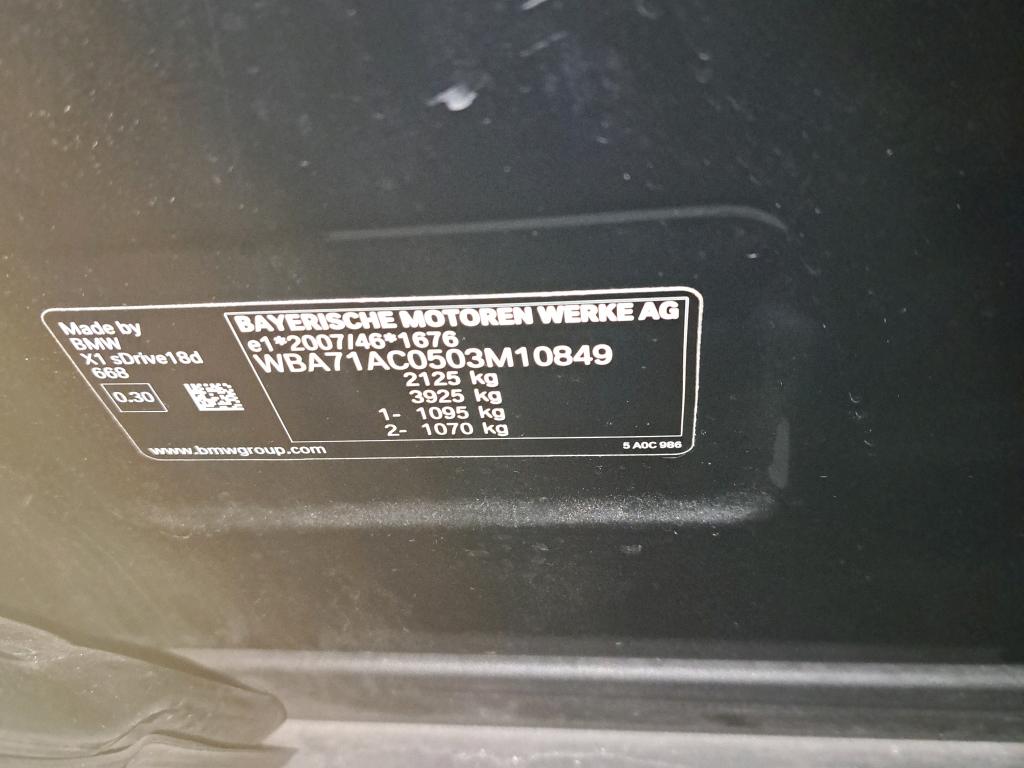 Made by
BMW
X1 sDrive18d
668
0.30
www.bmwgroup.com
BAYERISCHE MOTOREN WERKE AG
e1*2007/46*1676
WBA71AC0503M10849
2125 kg
3925 kg
1- 1095 kg
2- 1070 kg
5 A0C 986